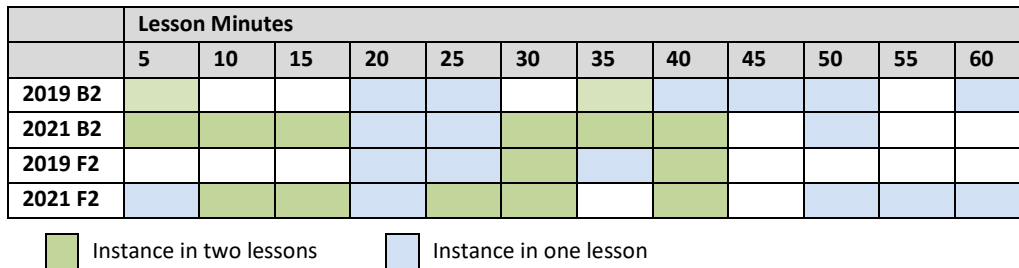 Lesson Minutes
5 10 15 20 25 30 35 40 45 50 55 60
2019 B2
2021 B2
2019 F2
2021 F2
Instance in two lessons Instance in one lesson